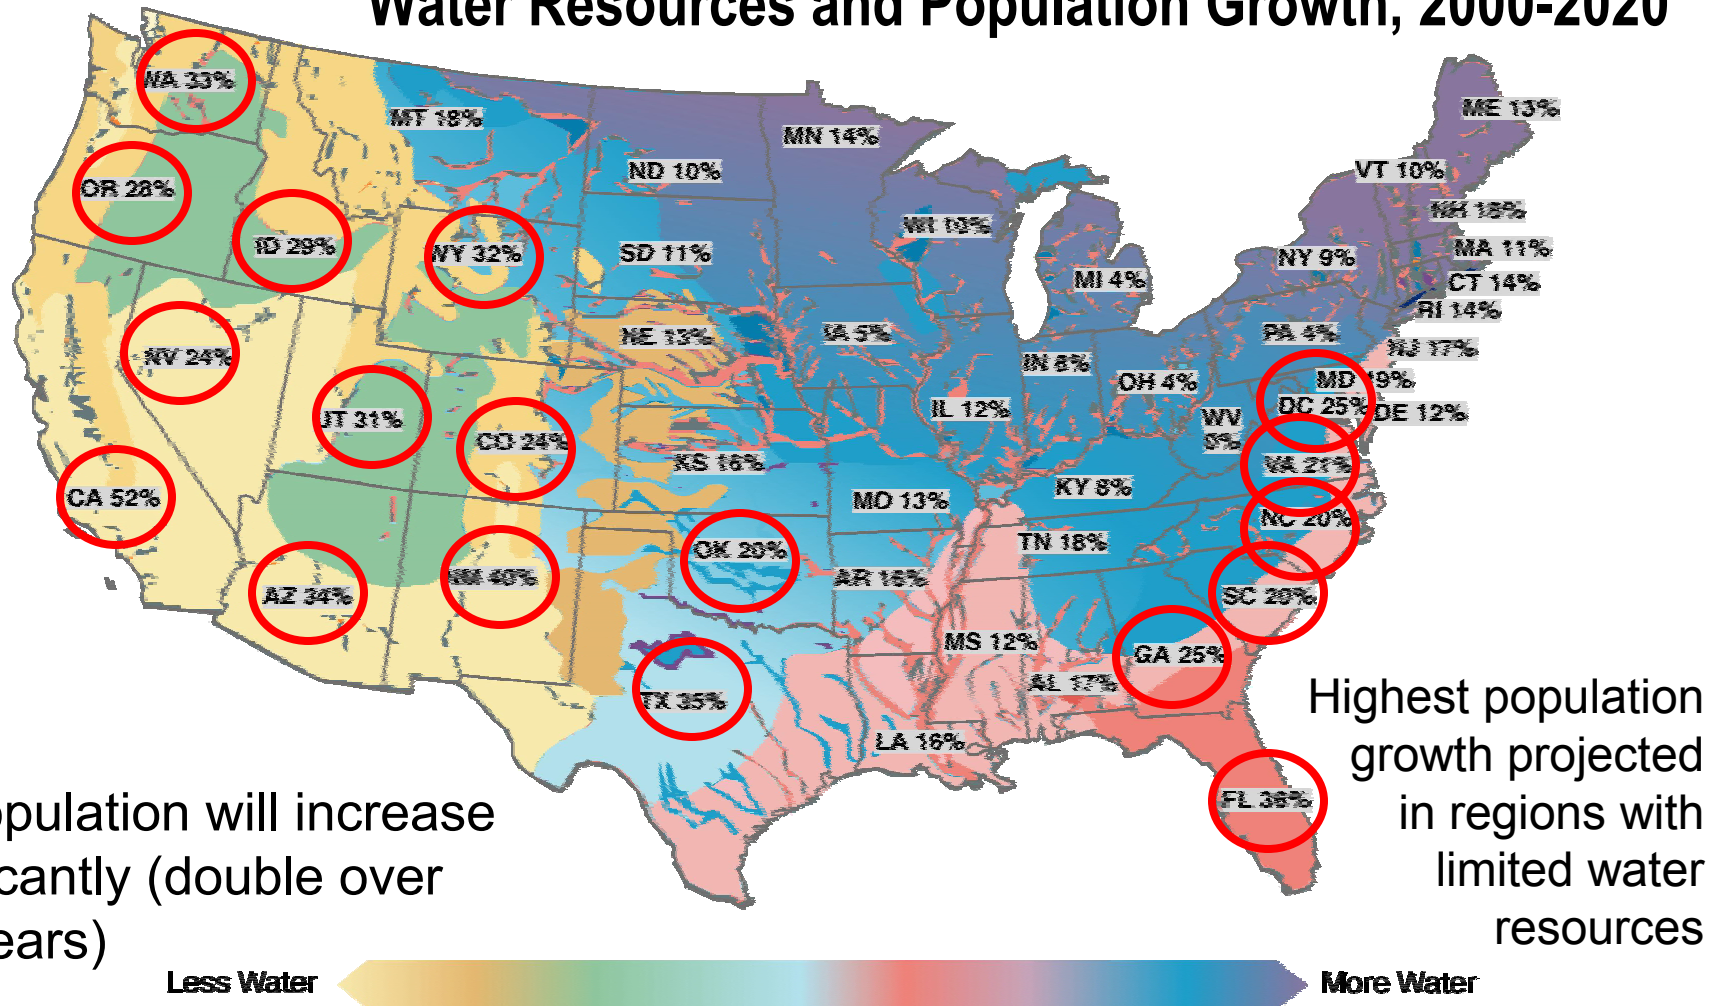 Water Resources and Population Growth, 2000-2020
WA 33%
MT 18%
ME 13%
MN 14%
ND 10%
VT 10%
OR 28%
NH 18%
ID 29%
WY 32%
SD 11%
MA 11%
NY 9%
MI 4%
CT 14%
RI 14%
NV 24%
NE 13%
IA 5%
PA 4%
NJ 17%
IN 8%
OH 4%
MD 19%
DC 25%
DE 12%
UT 31%
CO 24%
IL 12%
WV
KS 16%
VA 21%
CA 52%
MO 13%
KY 8%
NC 20%
OK 20%
TN 18%
AZ 34%
NM 40%
AR 16%
SC 20%
MS 12%
GA 25%
AL 17%
TX 35%
LA 16%
FL
Highest population
growth projected
in regions with
limited water
resources
opulation will increase
cantly (double over
ears)
Less Water
More Water